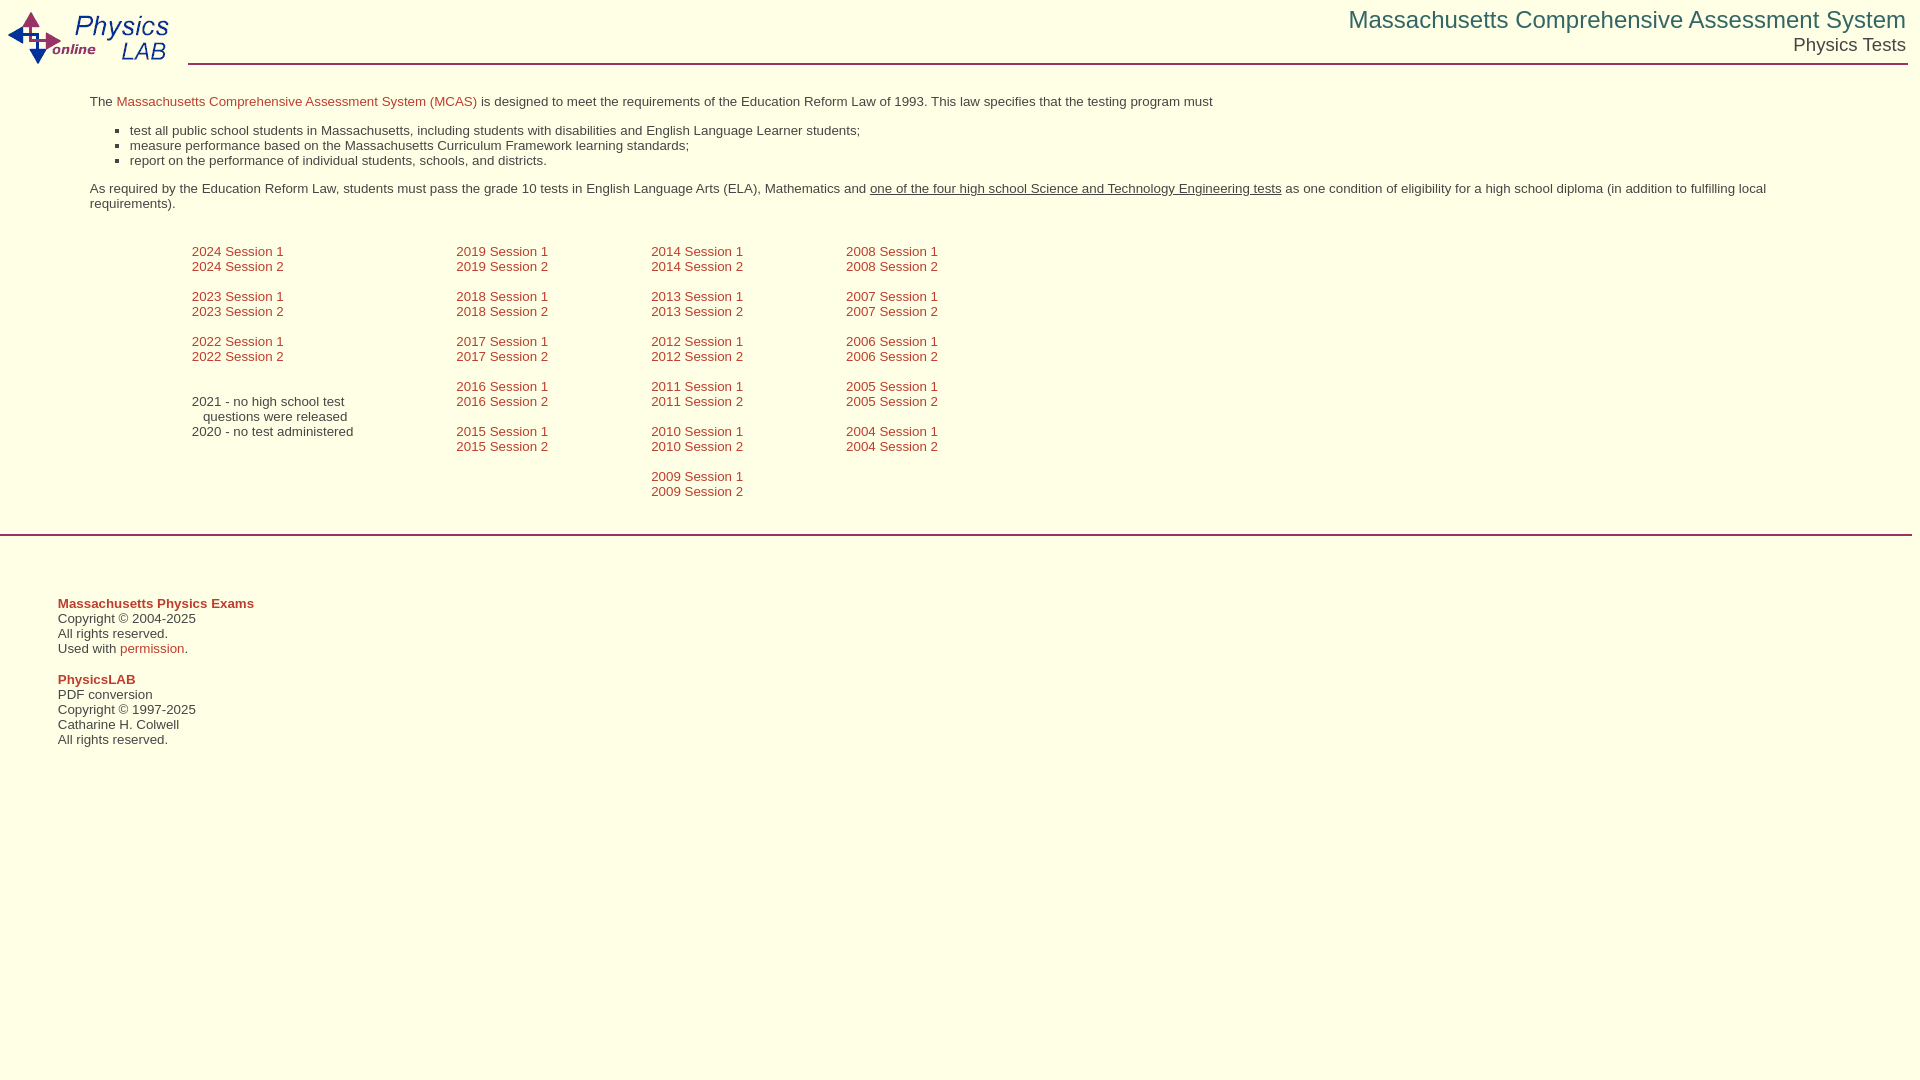 Physics
online LAB
Massachusetts Comprehensive Assessment System
Physics Tests
The Massachusetts Comprehensive Assessment System (MCAS) is designed to meet the requirements of the Education Reform Law of 1993. This law specifies that the testing program must
▪ test all public school students in Massachusetts, including students with disabilities and English Language Learner students;
▪ measure performance based on the Massachusetts Curriculum Framework learning standards;
▪ report on the performance of individual students, schools, and districts.
As required by the Education Reform Law, students must pass the grade 10 tests in English Language Arts (ELA), Mathematics and one of the four high school Science and Technology Engineering tests as one condition of eligibility for a high school diploma (in addition to fulfilling local
requirements).
2024 Session 1
2024 Session 2
2023 Session 1
2023 Session 2
2022 Session 1
2022 Session 2
2021 - no high school test
questions were released
2020 - no test administered
2019 Session 1
2019 Session 2
2018 Session 1
2018 Session 2
2017 Session 1
2017 Session 2
2016 Session 1
2016 Session 2
2015 Session 1
2015 Session 2
2014 Session 1
2014 Session 2
2013 Session 1
2013 Session 2
2012 Session 1
2012 Session 2
2011 Session 1
2011 Session 2
2010 Session 1
2010 Session 2
2009 Session 1
2009 Session 2
2008 Session 1
2008 Session 2
2007 Session 1
2007 Session 2
2006 Session 1
2006 Session 2
2005 Session 1
2005 Session 2
2004 Session 1
2004 Session 2
Massachusetts Physics Exams
Copyright © 2004-2025
All rights reserved.
Used with permission.
PhysicsLAB
PDF conversion
Copyright © 1997-2025
Catharine H. Colwell
All rights reserved.